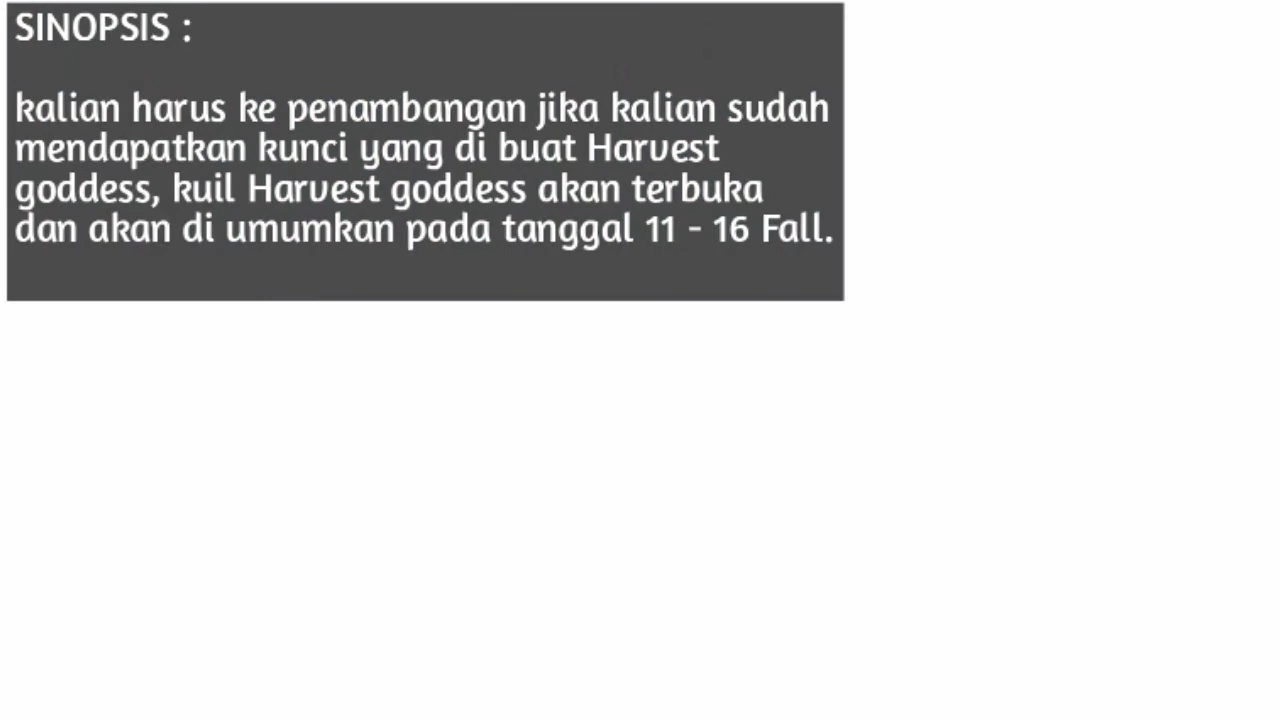 SINOPSIS :
kalian harus ke penambangan jika kalian sudah
mendapatkan kunci yang di buat Harvest
goddess, kuil Harvest goddess akan terbuka
dan akan di umumkan pada tanggal 11 - 16 Fall.